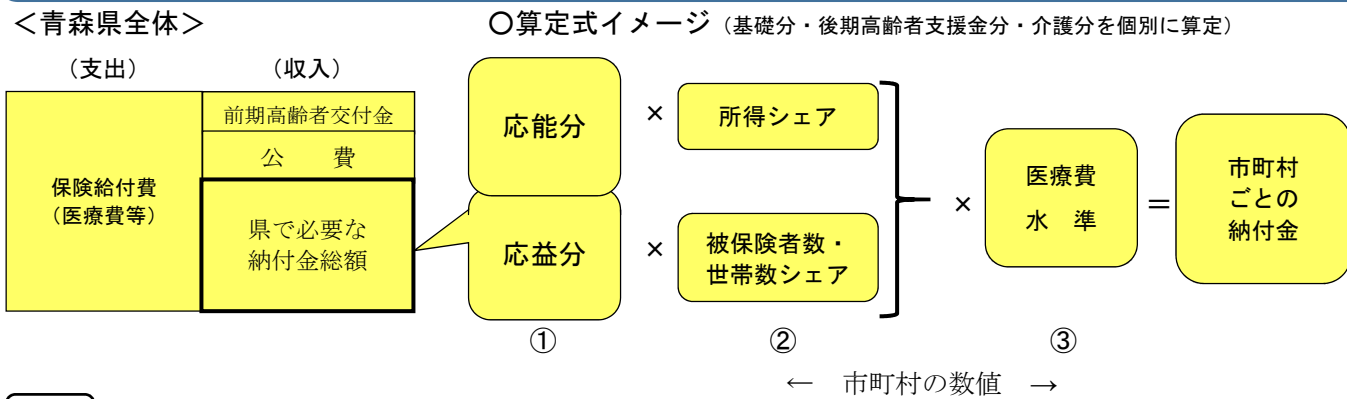 ＜青森県全体＞
〇算定式イメージ（基礎分・後期高齢者支援金分・介護分を個別に算定）
（支出）
（収入）
保険給付費
（医療費等）
前期高齢者交付金
公　　費
県で必要な
納付金総額
応能分
×
所得シェア
応益分
×
被保険者数・
世帯数シェア
×
医療費
水　準
＝
市町村
ごとの
納付金
①
②
③
←　市町村の数値　→